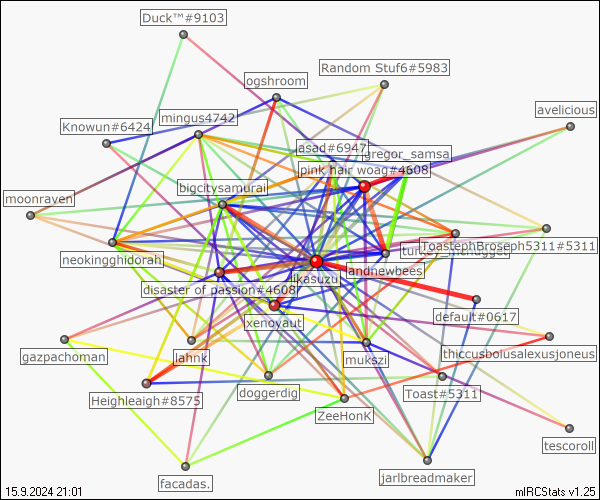 Duck™#9103
Random Stuf6#5983
ogshroom
avelicious
mingus4742
Knowun#6424
asad#6947
gregor_samsa
pink hair woag#4608
bigcitysamurai
moonraven
ToastephBroseph5311#5311
neokingghidorah
andnewbees
likasuzu
disaster of passion#4608
default#0617
xenoyaut
thiccusbolusalexusjoneus
gazpachoman
lahnk
mukszi
doggerdig
Toast#5311
Heighleaigh#8575
ZeeHonK
tescoroll
jarlbreadmaker
facadas.
15.9.2024 21:01
mIRCStats v1.25